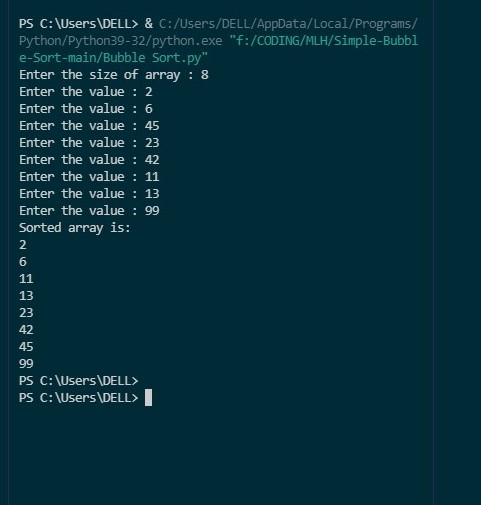 PS C:\Users\DELL> & C:/Users/DELL/AppData/Local/Programs/
Python/Python39-32/python.exe "f:/CODING/MLH/Simple-Bubbl
e-Sort-main/Bubble Sort.py"
Enter the size of array : 8
Enter the value : 2
Enter the value : 6
Enter the value : 45
Enter the value : 23
Enter the value : 42
Enter the value : 11
Enter the value : 13
Enter the value : 99
Sorted array is:
2
6
11
13
23
42
45
99
PS C:\Users\DELL>
PS C:\Users\DELL>